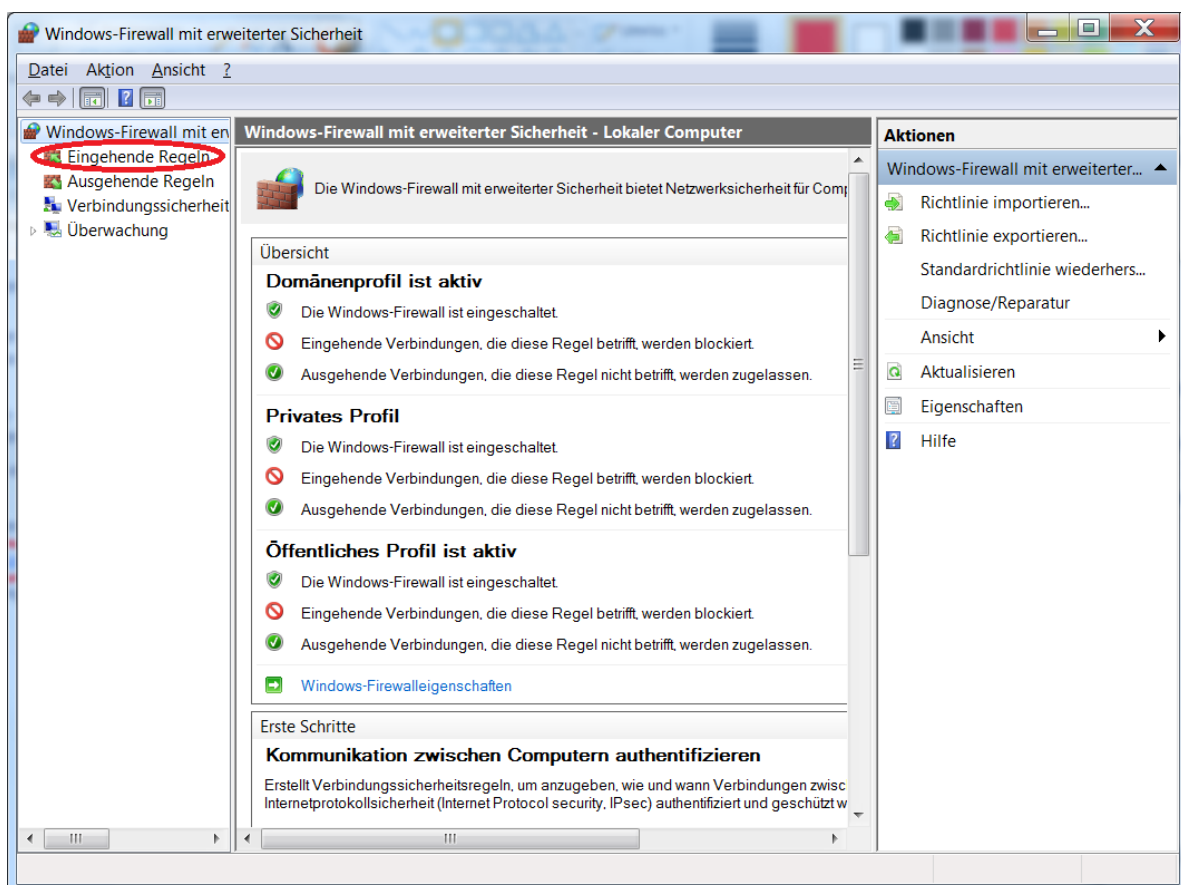 Windows-Firewall mit erweiterter Sicherheit
Datei Aktion Ansicht ?
Windows-Firewall mit en
Eingehende Regeln
Ausgehende Regeln
Verbindungssicherheit
Überwachung
Windows-Firewall mit erweiterter Sicherheit - Lokaler Computer
Die Windows-Firewall mit erweiterter Sicherheit bietet Netzwerksicherheit für Comp
Übersicht
Domänenprofil ist aktiv
Die Windows-Firewall ist eingeschaltet.
Eingehende Verbindungen, die diese Regel betrifft, werden blockiert.
Ausgehende Verbindungen, die diese Regel nicht betrifft, werden zugelassen.
Privates Profil
Die Windows-Firewall ist eingeschaltet.
Eingehende Verbindungen, die diese Regel betrifft, werden blockiert.
Ausgehende Verbindungen, die diese Regel nicht betrifft, werden zugelassen.
Öffentliches Profil ist aktiv
Die Windows-Firewall ist eingeschaltet.
Eingehende Verbindungen, die diese Regel betrifft, werden blockiert.
Ausgehende Verbindungen, die diese Regel nicht betrifft, werden zugelassen.
Windows-Firewalleigenschaften
Erste Schritte
Kommunikation zwischen Computern authentifizieren
Erstellt Verbindungssicherheitsregeln, um anzugeben, wie und wann Verbindungen zwisc
Internetprotokollsicherheit (Internet Protocol security, IPsec) authentifiziert und geschützt w
Aktionen
Windows-Firewall mit erweiterter...
Richtlinie importieren...
Richtlinie exportieren...
Standardrichtlinie wiederhers...
Diagnose/Reparatur
Ansicht
Aktualisieren
Eigenschaften
Hilfe